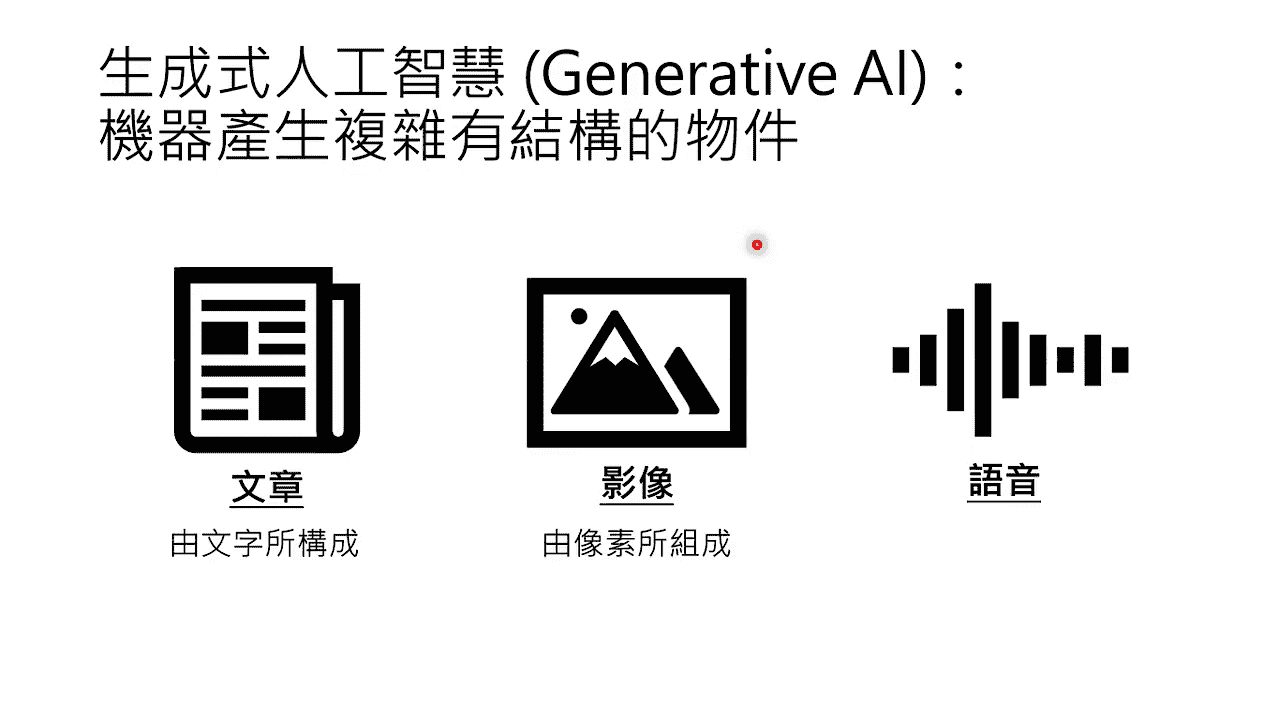 生成式人工智慧 (Generative AI)：
機器產生複雜有結構的物件
文章
影像
語音
由文字所構成
由像素所組成